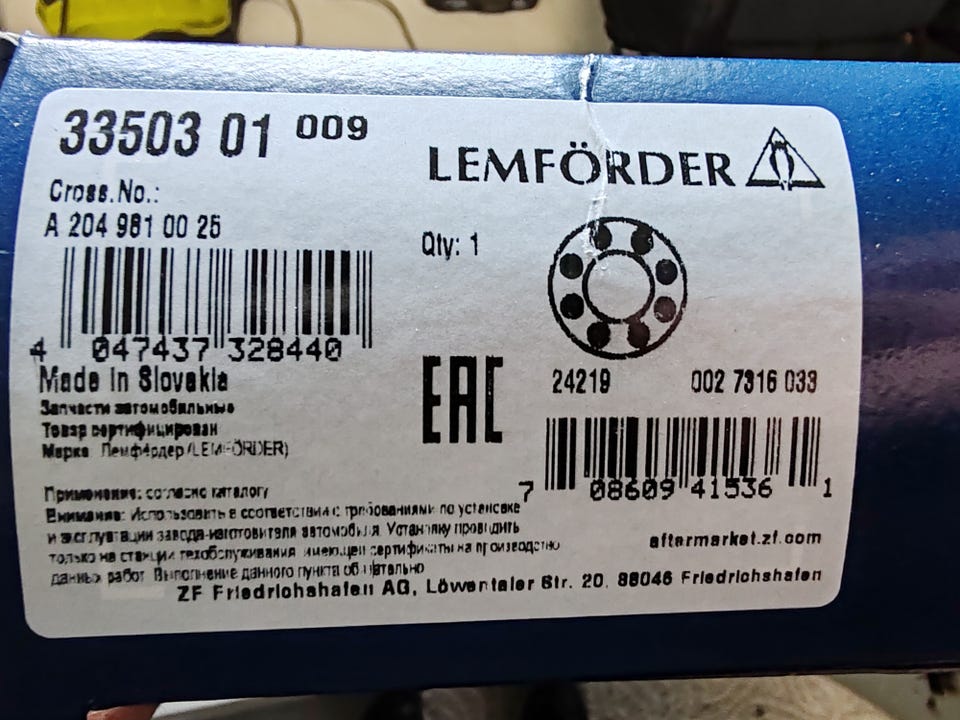 33503 01 009
LEMFÖRDER
Cross.No.:
A 204 981 00 25
Qty: 1
4 047437 328440
Made in Slovakia
Запчасти автомобильные
Товар сертифицирован
Марка Лемфёрдер (LEMFÖRDER)
EAC
24219 002 7316 033
7 08609 41536 1
Применение: согласно каталогу
Внимание: Использовать в соответствии с требованиями по установке
и эксплуатации завода-изготовителя автомобиля. Установку проводить
только на станции техобслуживания, имеющей сертификаты на производство
данных работ. Выполнение данного пункта обязательно
aftermarket.zf.com
ZF Friedrichshafen AG, Löwentaler Str. 20, 88046 Friedrichshafen